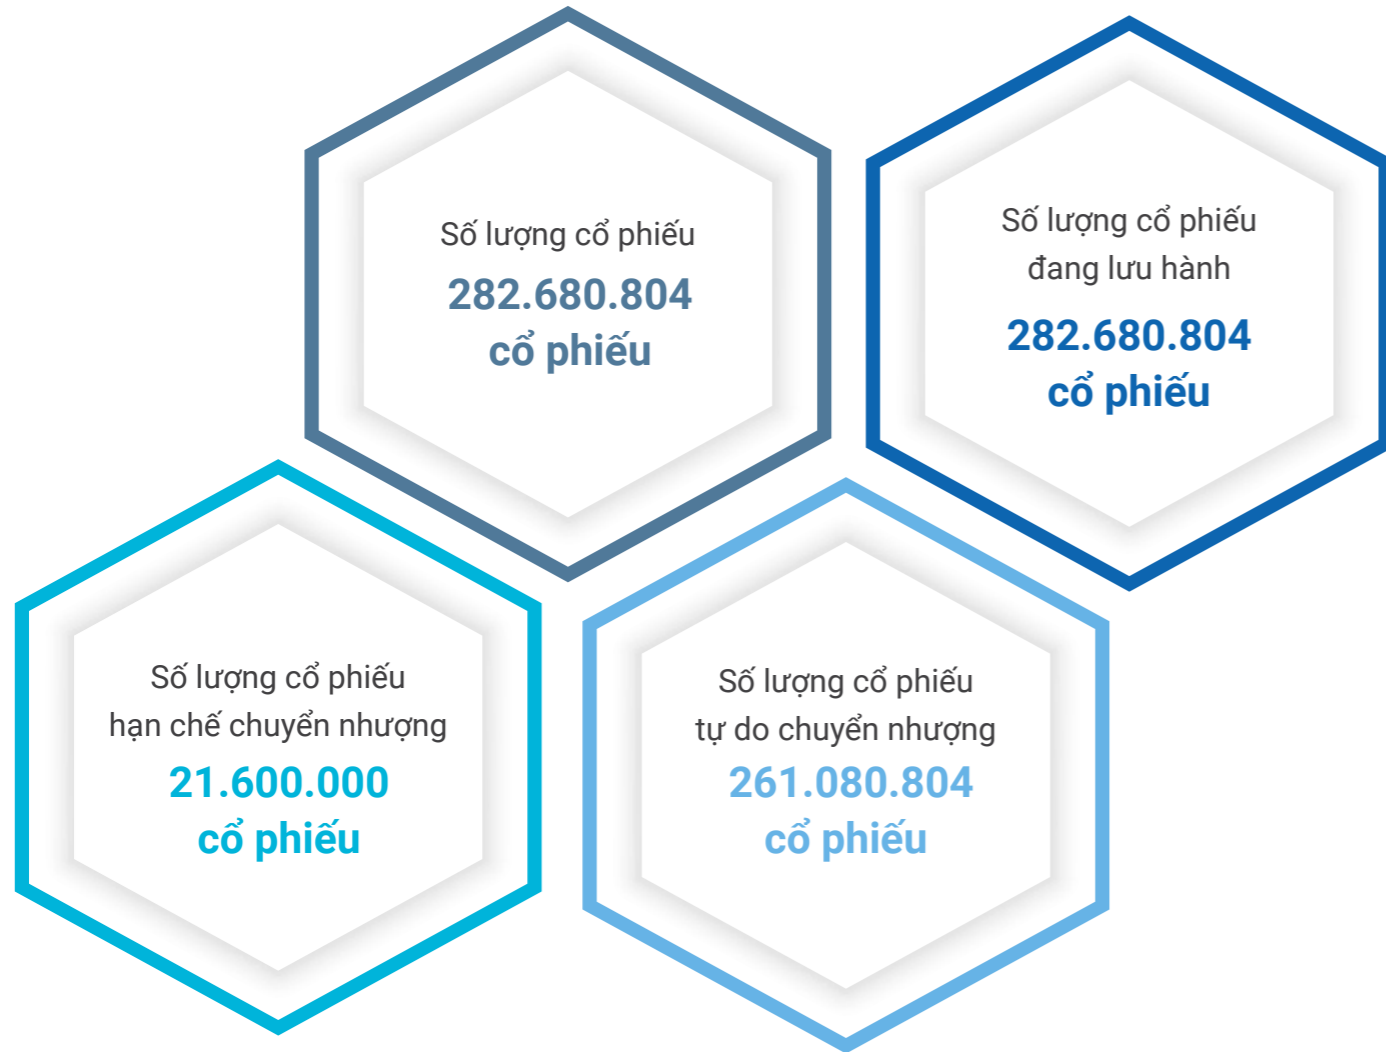 Số lượng cổ phiếu
282.680.804
cổ phiếu
Số lượng cổ phiếu
đang lưu hành
282.680.804
cổ phiếu
Số lượng cổ phiếu
hạn chế chuyển nhượng
21.600.000
cổ phiếu
Số lượng cổ phiếu
tự do chuyển nhượng
261.080.804
cổ phiếu